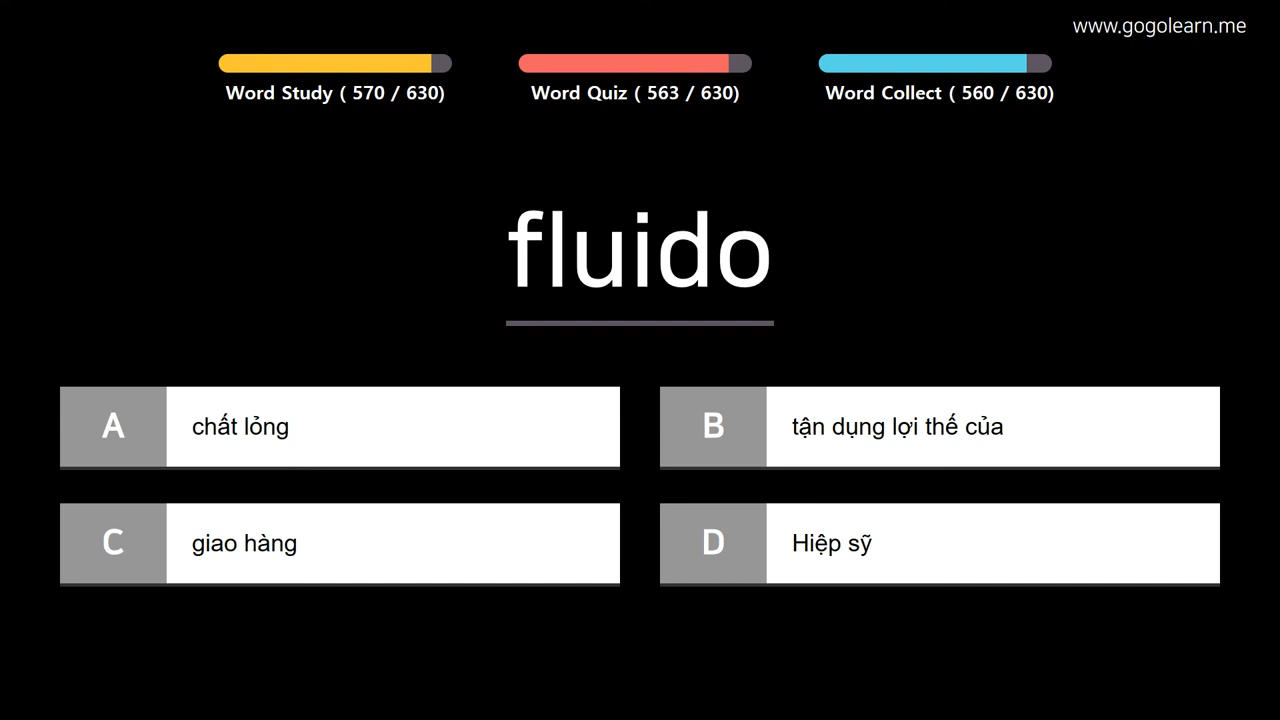 www.gogolearn.me
Word Study ( 570 / 630)
Word Quiz ( 563 / 630)
Word Collect ( 560 / 630)
fluido
A
chất lỏng
B
tận dụng lợi thế của
C
giao hàng
D
Hiệp sỹ